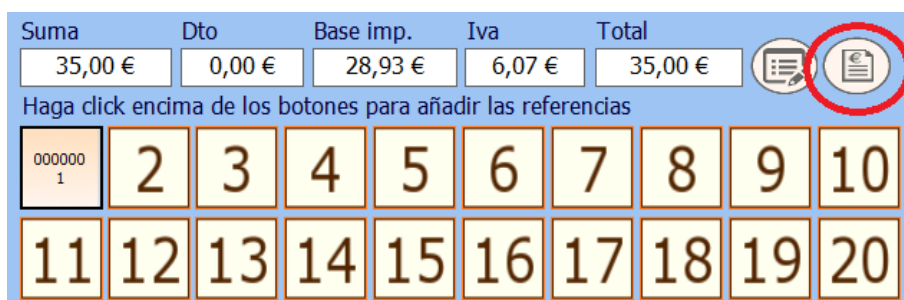 Suma Dto Base imp. Iva Total
35,00 € 0,00 € 28,93 € 6,07 € 35,00 €
€
Haga click encima de los botones para añadir las referencias
000000
1
2 3 4 5 6 7 8 9 10
11 12 13 14 15 16 17 18 19 20